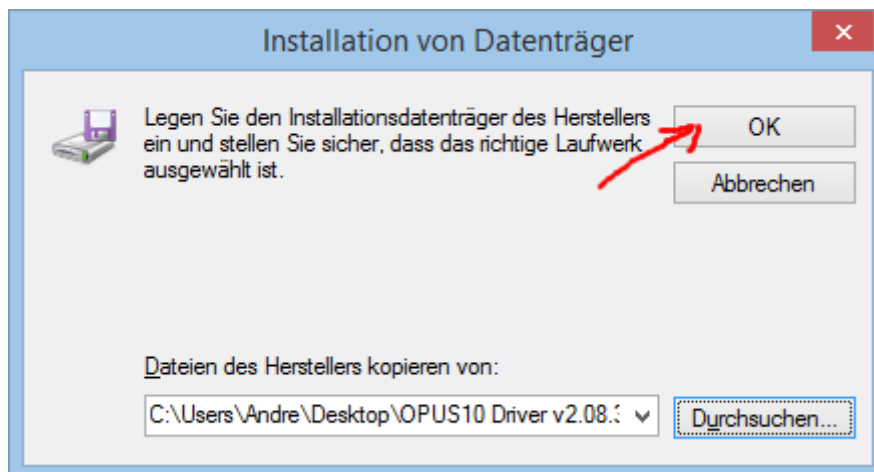 Installation von Datenträger
Legen Sie den Installationsdatenträger des Herstellers
ein und stellen Sie sicher, dass das richtige Laufwerk
ausgewählt ist.
OK
Abbrechen
Dateien des Herstellers kopieren von:
C:\Users\Andre\Desktop\OPUS10 Driver v2.08.
Durchsuchen...